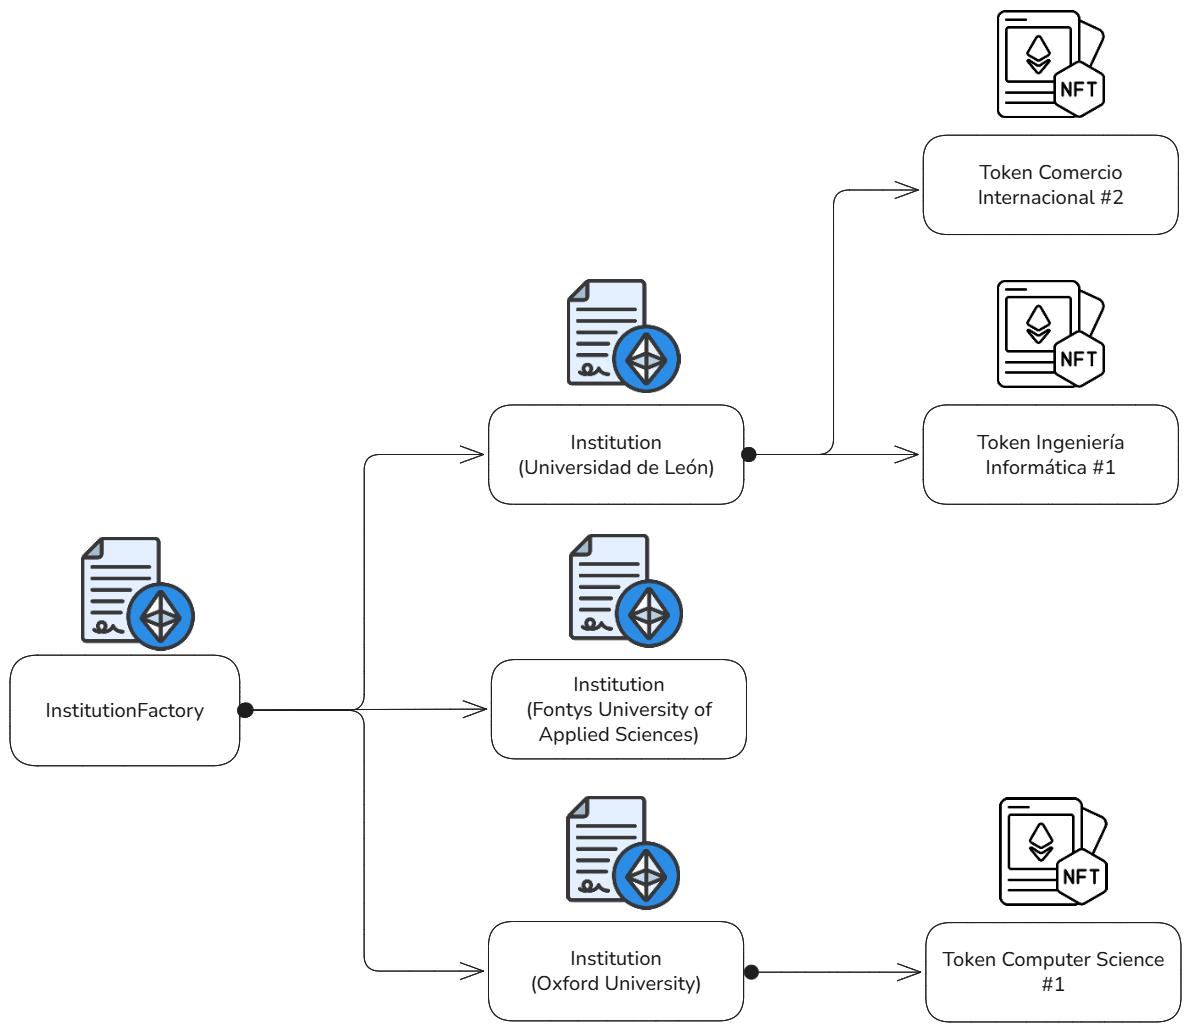 NFT
Token Comercio
Internacional #2
NFT
Institution
(Universidad de León)
Token Ingeniería
Informática #1
InstitutionFactory
Institution
(Fontys University of
Applied Sciences)
NFT
Institution
(Oxford University)
Token Computer Science
#1